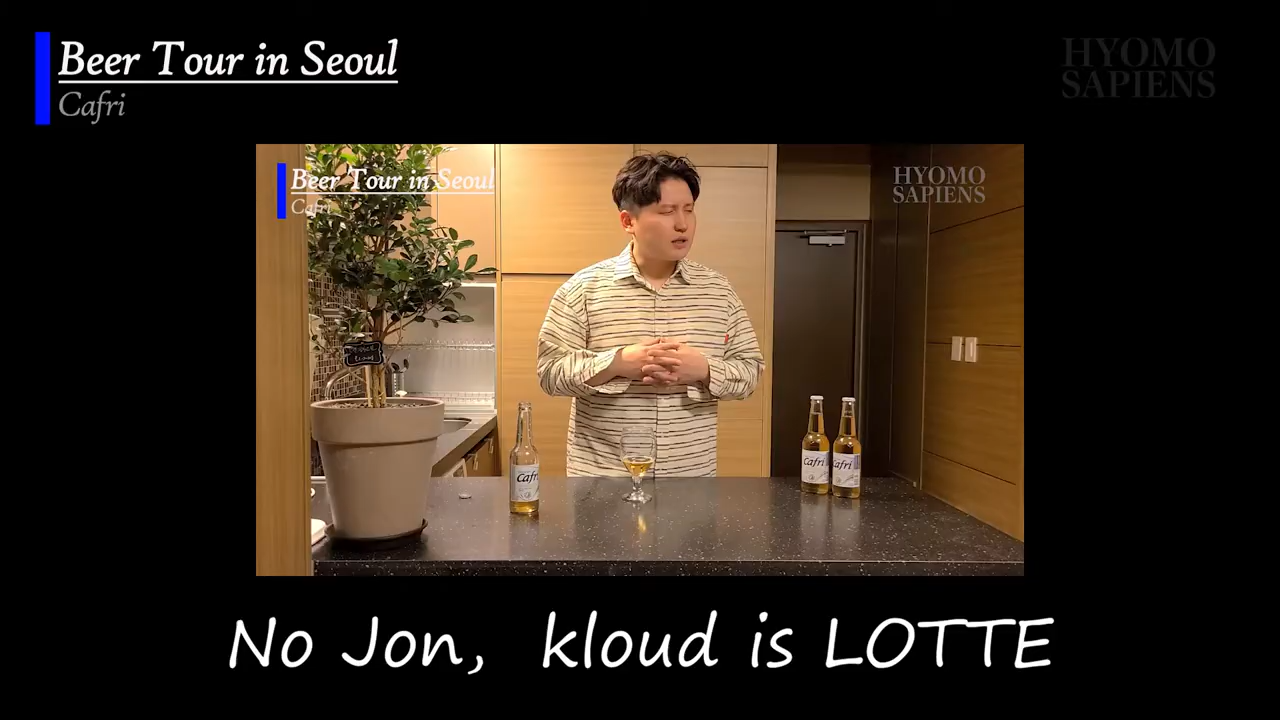 Beer Tour in Seoul
Cafri
HYOMO
SAPIENS
Beer Tour in Seoul
Cafri
HYOMO
SAPIENS
Cafri
Cafri
Cafri
No Jon, kloud is LOTTE